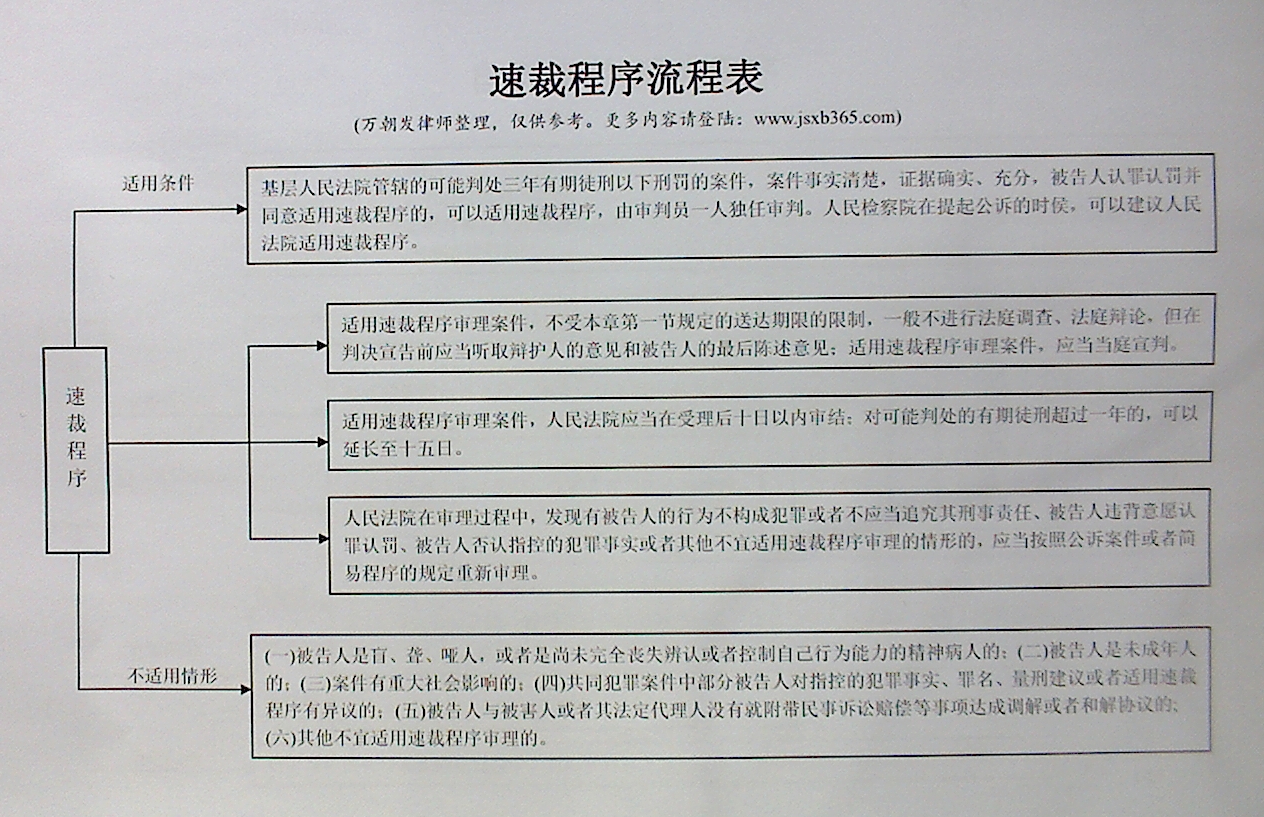 速裁程序流程表
(万朝发律师整理，仅供参考。更多内容请登陆：www.jsxb365.com)
适用条件
基层人民法院管辖的可能判处三年有期徒刑以下刑罚的案件，案件事实清楚，证据确实、充分，被告人认罪认罚并
同意适用速裁程序的，可以适用速裁程序，由审判员一人独任审判。人民检察院在提起公诉的时侯，可以建议人民
法院适用速裁程序。
速
裁
程
序
适用速裁程序审理案件，不受本章第一节规定的送达期限的限制，一般不进行法庭调查、法庭辩论，但在
判决宣告前应当听取辩护人的意见和被告人的最后陈述意见；适用速裁程序审理案件，应当当庭宣判。
适用速裁程序审理案件，人民法院应当在受理后十日以内审结；对可能判处的有期徒刑超过一年的，可以
延长至十五日。
人民法院在审理过程中，发现有被告人的行为不构成犯罪或者不应当追究其刑事责任、被告人违背意愿认
罪认罚、被告人否认指控的犯罪事实或者其他不宜适用速裁程序审理的情形的，应当按照公诉案件或者简
易程序的规定重新审理。
不适用情形
(一)被告人是盲、聋、哑人，或者是尚未完全丧失辨认或者控制自己行为能力的精神病人的；(二)被告人是未成年人
的；(三)案件有重大社会影响的；(四)共同犯罪案件中部分被告人对指控的犯罪事实、罪名、量刑建议或者适用速裁
程序有异议的；(五)被告人与被害人或者其法定代理人没有就附带民事诉讼赔偿等事项达成调解或者和解协议的；
(六)其他不宜适用速裁程序审理的。